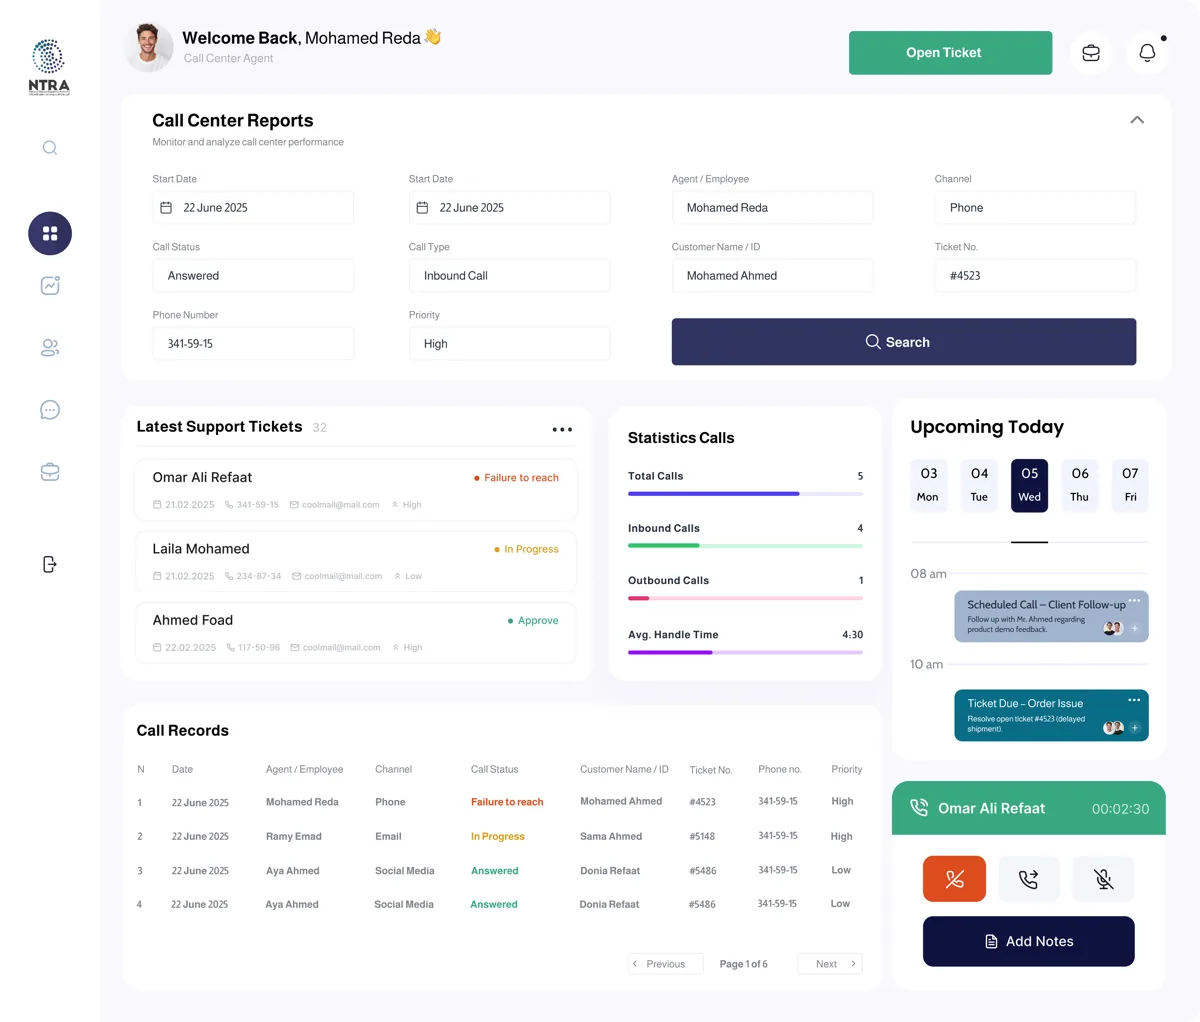 NTRA
Welcome Back, Mohamed Reda 👋
Call Center Agent
Open Ticket
Call Center Reports
Monitor and analyze call center performance
Start Date
22 June 2025
Start Date
22 June 2025
Agent / Employee
Mohamed Reda
Channel
Phone
Call Status
Answered
Call Type
Inbound Call
Customer Name / ID
Mohamed Ahmed
Ticket No.
#4523
Phone Number
341-59-15
Priority
High
Search
Latest Support Tickets 32
Omar Ali Refaat
Failure to reach
21.02.2025 341-59-15 coolmail@mail.com High
Laila Mohamed
In Progress
21.02.2025 234-87-34 coolmail@mail.com Low
Ahmed Foad
Approve
22.02.2025 117-50-96 coolmail@mail.com High
Statistics Calls
Total Calls 5
Inbound Calls 4
Outbound Calls 1
Avg. Handle Time 4:30
Upcoming Today
03 04 05 06 07
Mon Tue Wed Thu Fri
08 am
Scheduled Call – Client Follow-up
Follow up with Mr. Ahmed regarding
product demo feedback.
10 am
Ticket Due – Order Issue
Resolve open ticket #4523 (delayed
shipment).
Call Records
N Date Agent / Employee Channel Call Status Customer Name / ID Ticket No. Phone no. Priority
1 22 June 2025 Mohamed Reda Phone Failure to reach Mohamed Ahmed #4523 341-59-15 High
2 22 June 2025 Ramy Emad Email In Progress Sama Ahmed #5148 341-59-15 High
3 22 June 2025 Aya Ahmed Social Media Answered Donia Refaat #5486 341-59-15 Low
4 22 June 2025 Aya Ahmed Social Media Answered Donia Refaat #5486 341-59-15 Low
Previous Page 1 of 6 Next
Omar Ali Refaat 00:02:30
Add Notes